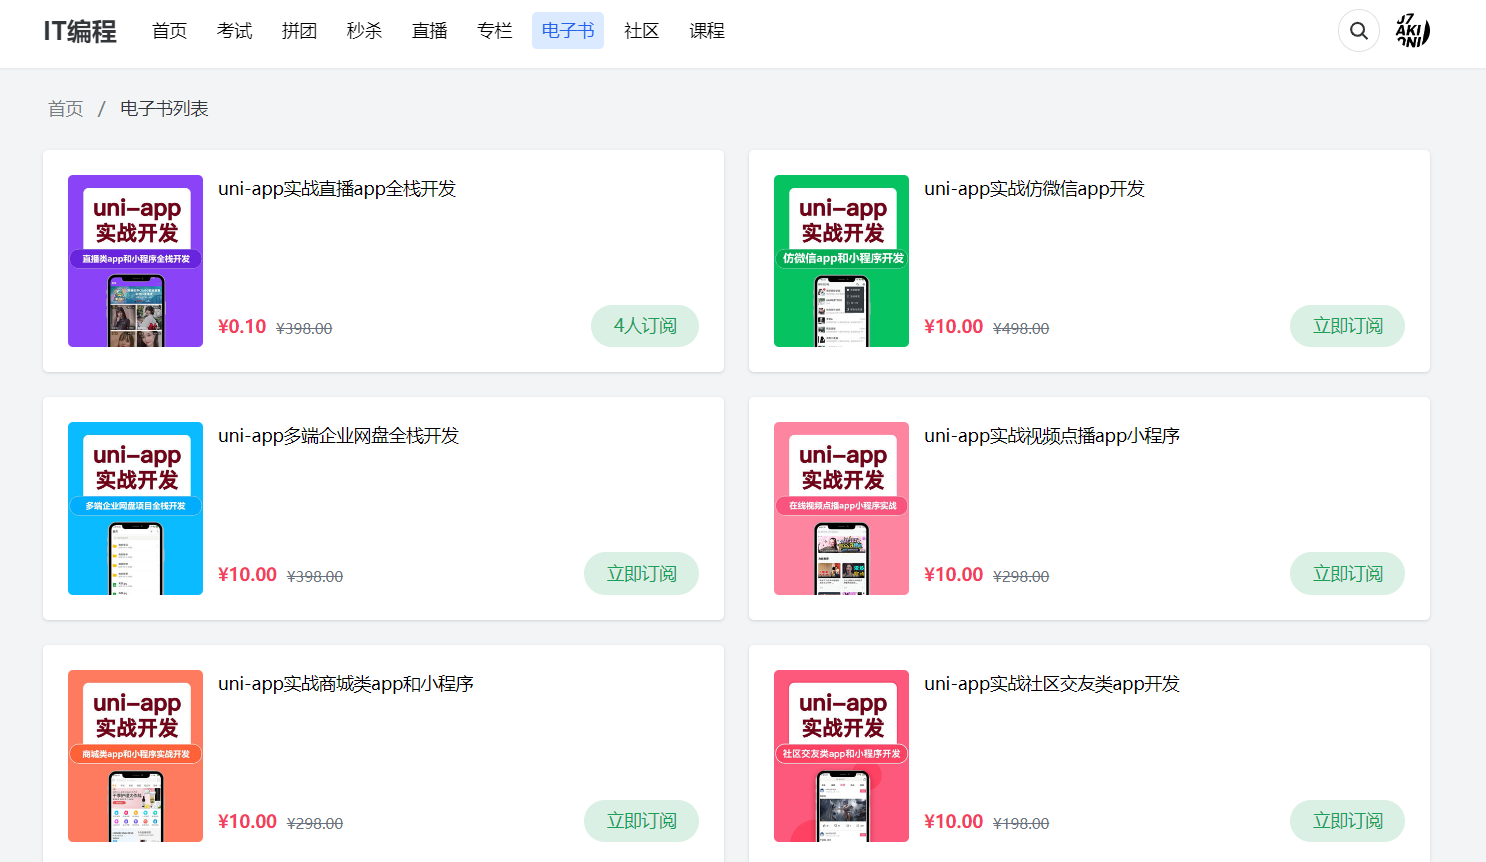 IT编程 首页 考试 拼团 秒杀 直播 专栏 电子书 社区 课程
首页 / 电子书列表
uni-app实战直播app全栈开发
uni-app
实战开发
直播类app和小程序全栈开发
¥0.10 ¥398.00 4人订阅
uni-app实战仿微信app开发
uni-app
实战开发
仿微信app和小程序开发
¥10.00 ¥498.00 立即订阅
uni-app多端企业网盘全栈开发
uni-app
实战开发
多端企业网盘项目全栈开发
¥10.00 ¥398.00 立即订阅
uni-app实战视频点播app小程序
uni-app
实战开发
在线视频点播app小程序实战
¥10.00 ¥298.00 立即订阅
uni-app实战商城类app和小程序
uni-app
实战开发
商城类app和小程序实战开发
¥10.00 ¥298.00 立即订阅
uni-app实战社区交友类app开发
uni-app
实战开发
社区交友类app和小程序开发
¥10.00 ¥198.00 立即订阅